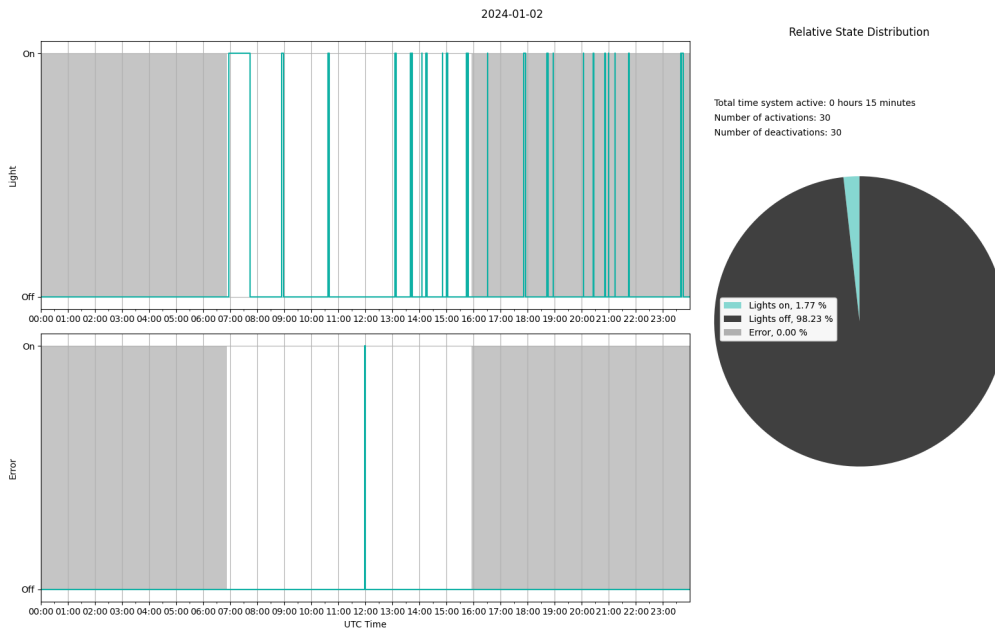 2024-01-02
Relative State Distribution
On
Light
Off
00:00 01:00 02:00 03:00 04:00 05:00 06:00 07:00 08:00 09:00 10:00 11:00 12:00 13:00 14:00 15:00 16:00 17:00 18:00 19:00 20:00 21:00 22:00 23:00
Total time system active: 0 hours 15 minutes
Number of activations: 30
Number of deactivations: 30
Lights on, 1.77 %
Lights off, 98.23 %
Error, 0.00 %
On
Error
Off
00:00 01:00 02:00 03:00 04:00 05:00 06:00 07:00 08:00 09:00 10:00 11:00 12:00 13:00 14:00 15:00 16:00 17:00 18:00 19:00 20:00 21:00 22:00 23:00
UTC Time